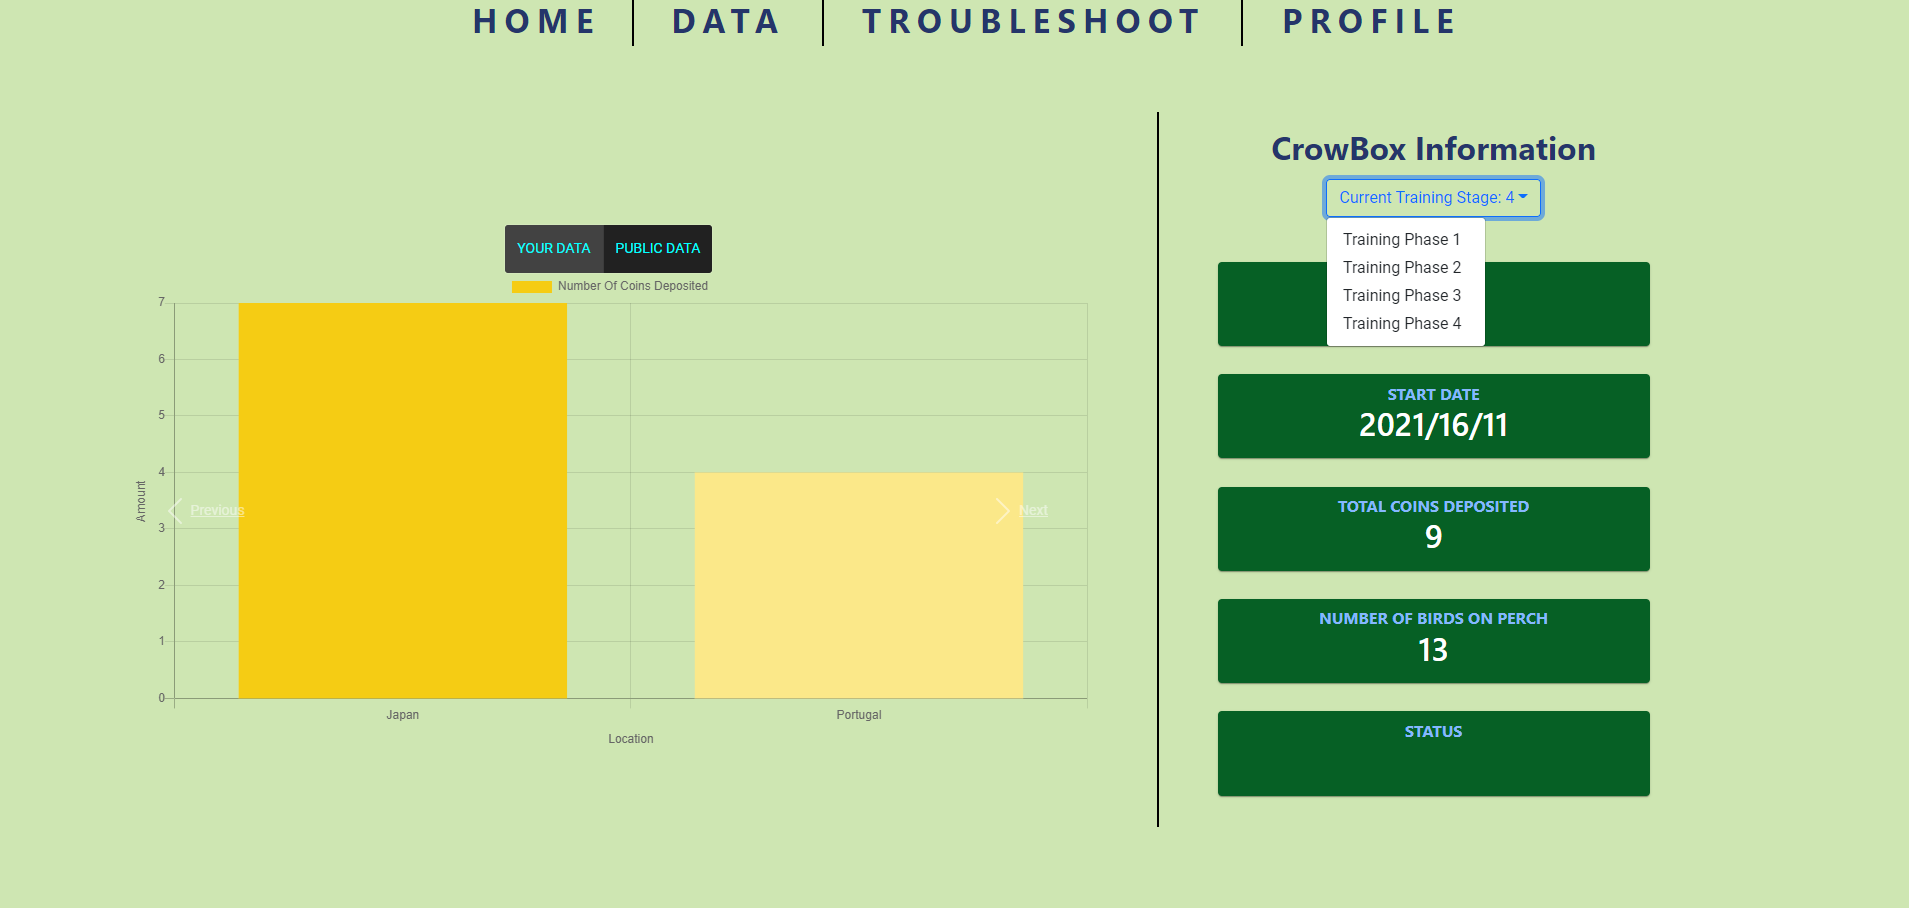 HOME
DATA
TROUBLESHOOT
PROFILE
YOUR DATA
PUBLIC DATA
Number Of Coins Deposited
7
6
5
4
3
2
1
0
Amount
Previous
Next
Japan
Portugal
Location
CrowBox Information
Current Training Stage: 4
Training Phase 1
Training Phase 2
Training Phase 3
Training Phase 4
START DATE
2021/16/11
TOTAL COINS DEPOSITED
9
NUMBER OF BIRDS ON PERCH
13
STATUS